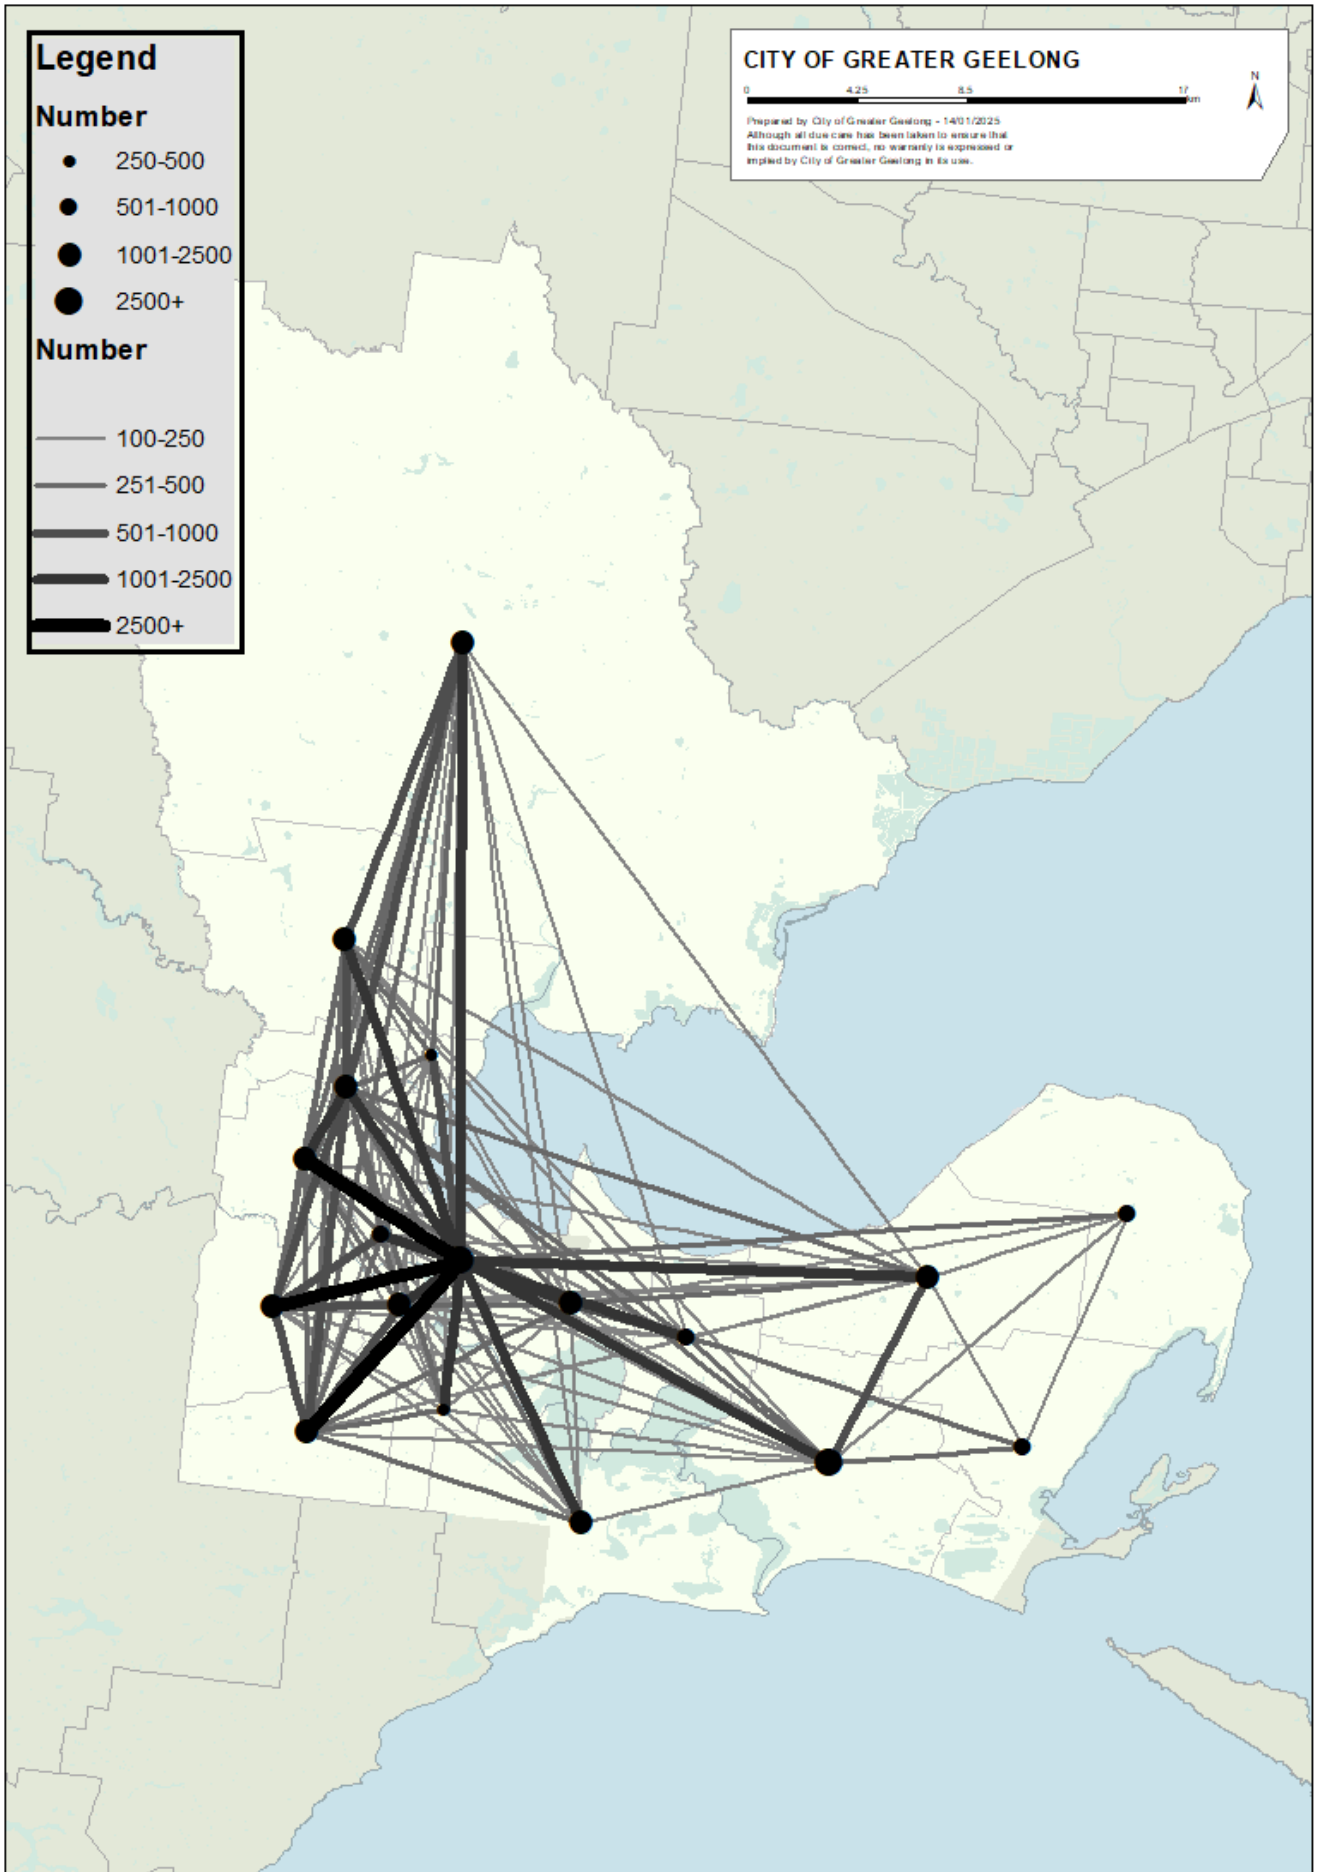 Legend
Number
250-500
501-1000
1001-2500
2500+
Number
100-250
251-500
501-1000
1001-2500
2500+
CITY OF GREATER GEELONG
0 4.25 8.5 17
km
N
Prepared by City of Greater Geelong - 14/01/2025
Although all due care has been taken to ensure that
this document is correct, no warranty is expressed or
implied by City of Greater Geelong in its use.